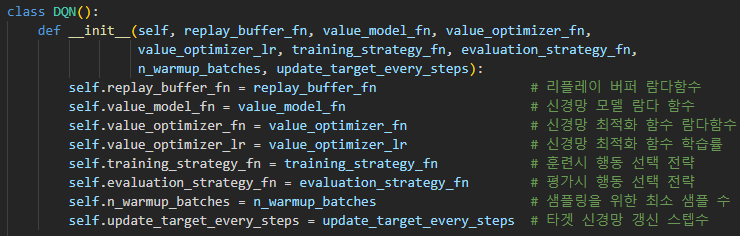 class DQN():
    def __init__(self, replay_buffer_fn, value_model_fn, value_optimizer_fn,
                 value_optimizer_lr, training_strategy_fn, evaluation_strategy_fn,
                 n_warmup_batches, update_target_every_steps):
        self.replay_buffer_fn = replay_buffer_fn                    # 리플레이 버퍼 람다함수
        self.value_model_fn = value_model_fn                        # 신경망 모델 람다 함수
        self.value_optimizer_fn = value_optimizer_fn                # 신경망 최적화 함수 람다함수
        self.value_optimizer_lr = value_optimizer_lr                # 신경망 최적화 함수 학습률
        self.training_strategy_fn = training_strategy_fn            # 훈련시 행동 선택 전략
        self.evaluation_strategy_fn = evaluation_strategy_fn        # 평가시 행동 선택 전략
        self.n_warmup_batches = n_warmup_batches                    # 샘플링을 위한 최소 샘플 수
        self.update_target_every_steps = update_target_every_steps  # 타겟 신경망 갱신 스텝수